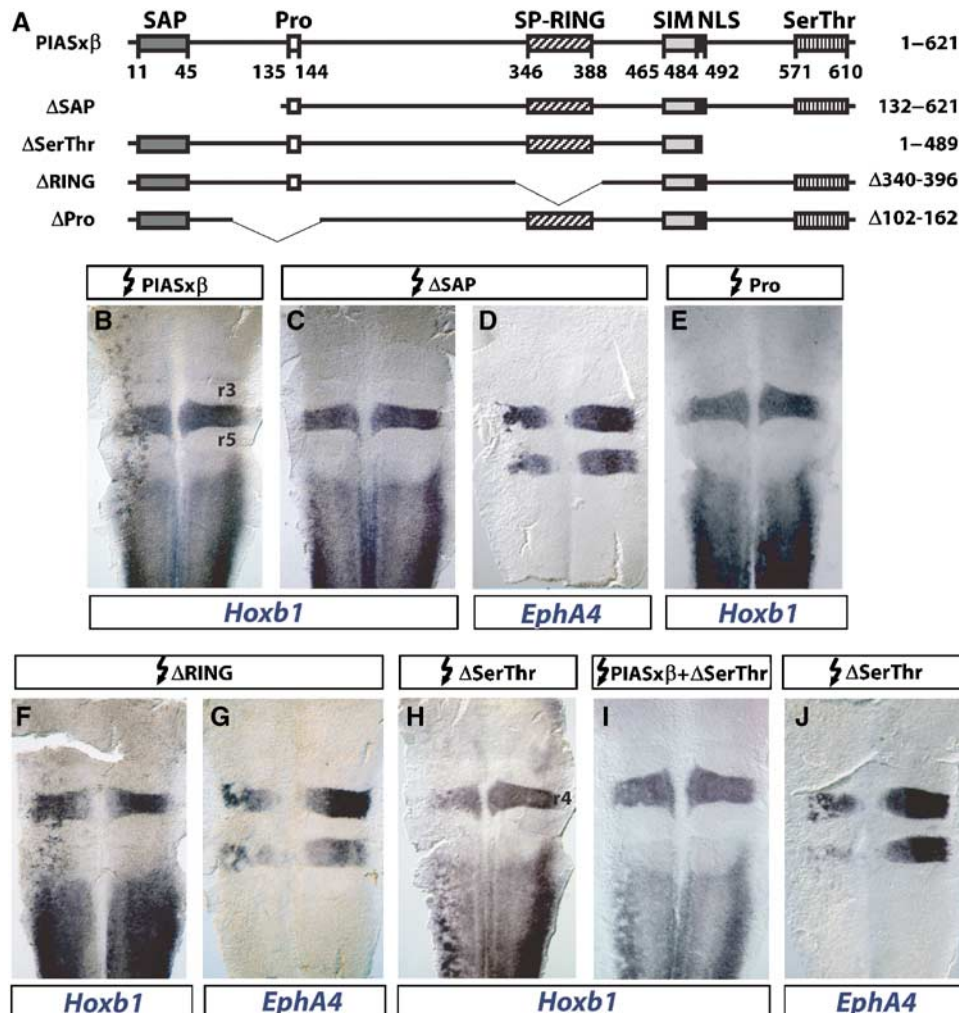 A
SAP Pro SP-RING SIM NLS SerThr
PIASxβ 1–621
11 45 135 144 346 388 465 484 492 571 610
ΔSAP 132–621
ΔSerThr 1–489
ΔRING Δ340-396
ΔPro Δ102-162
PIASxβ ΔSAP Pro
B C D E
r3
r5
Hoxb1 EphA4 Hoxb1
ΔRING ΔSerThr PIASxβ+ΔSerThr ΔSerThr
F G H I J
r4
Hoxb1 EphA4 Hoxb1 EphA4